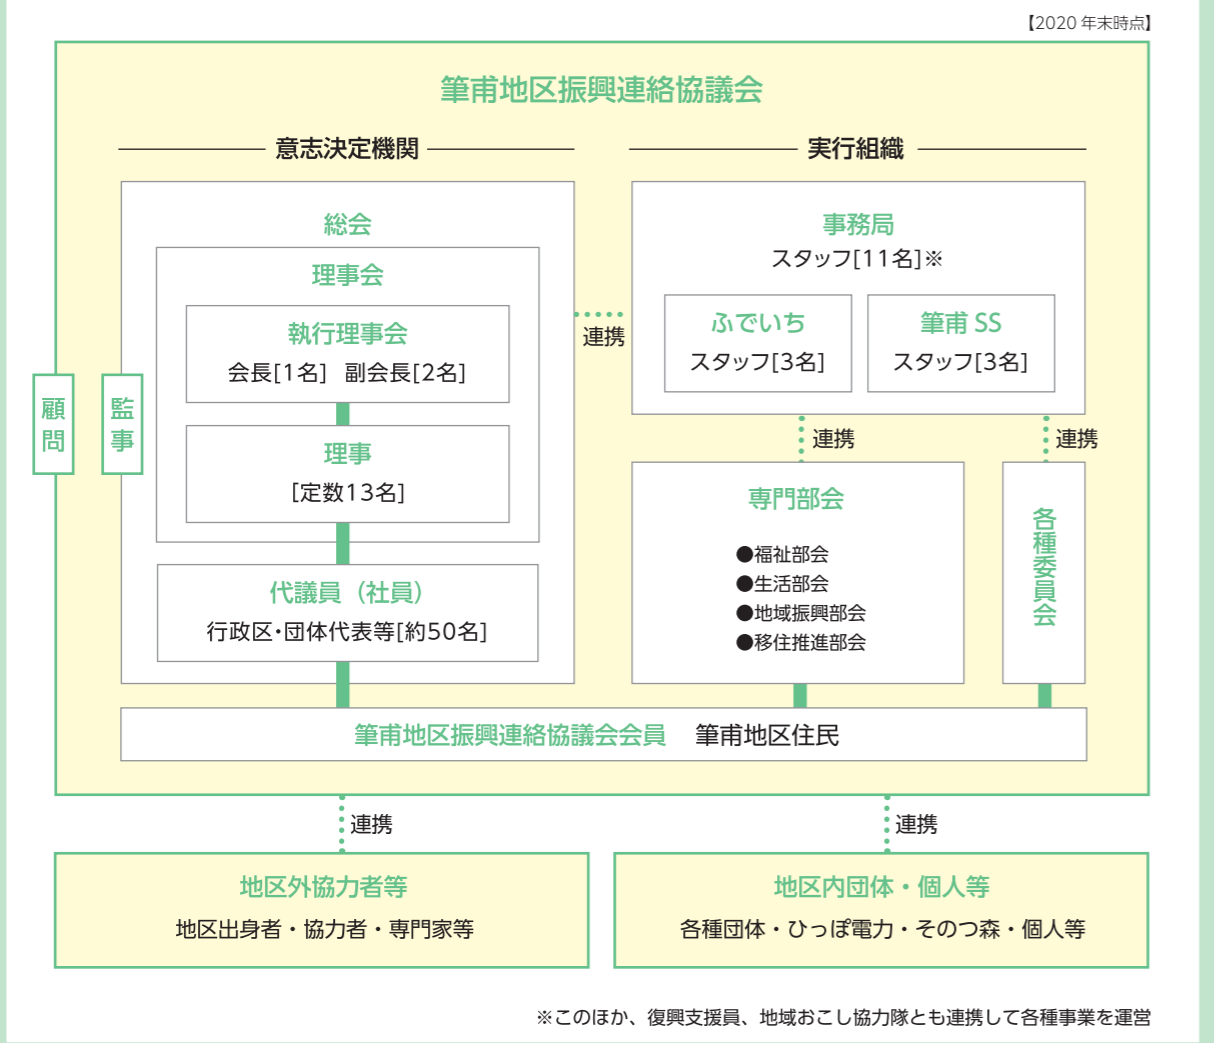 【2020 年末時点】
筆甫地区振興連絡協議会
意志決定機関
実行組織
顧問
監事
総会
理事会
執行理事会
会長[1名] 副会長[2名]
理事
[定数13名]
代議員（社員）
行政区・団体代表等[約50名]
連携
事務局
スタッフ[11名]※
ふでいち
スタッフ[3名]
筆甫 SS
スタッフ[3名]
連携
連携
専門部会
●福祉部会
●生活部会
●地域振興部会
●移住推進部会
各種委員会
筆甫地区振興連絡協議会会員 筆甫地区住民
連携
連携
地区外協力者等
地区出身者・協力者・専門家等
地区内団体・個人等
各種団体・ひっぽ電力・そのつ森・個人等
※このほか、復興支援員、地域おこし協力隊とも連携して各種事業を運営